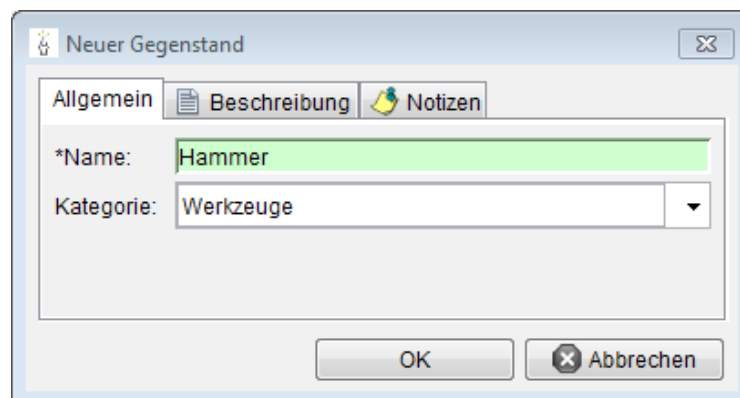 Neuer Gegenstand
Allgemein Beschreibung Notizen
*Name: Hammer
Kategorie: Werkzeuge
OK Abbrechen